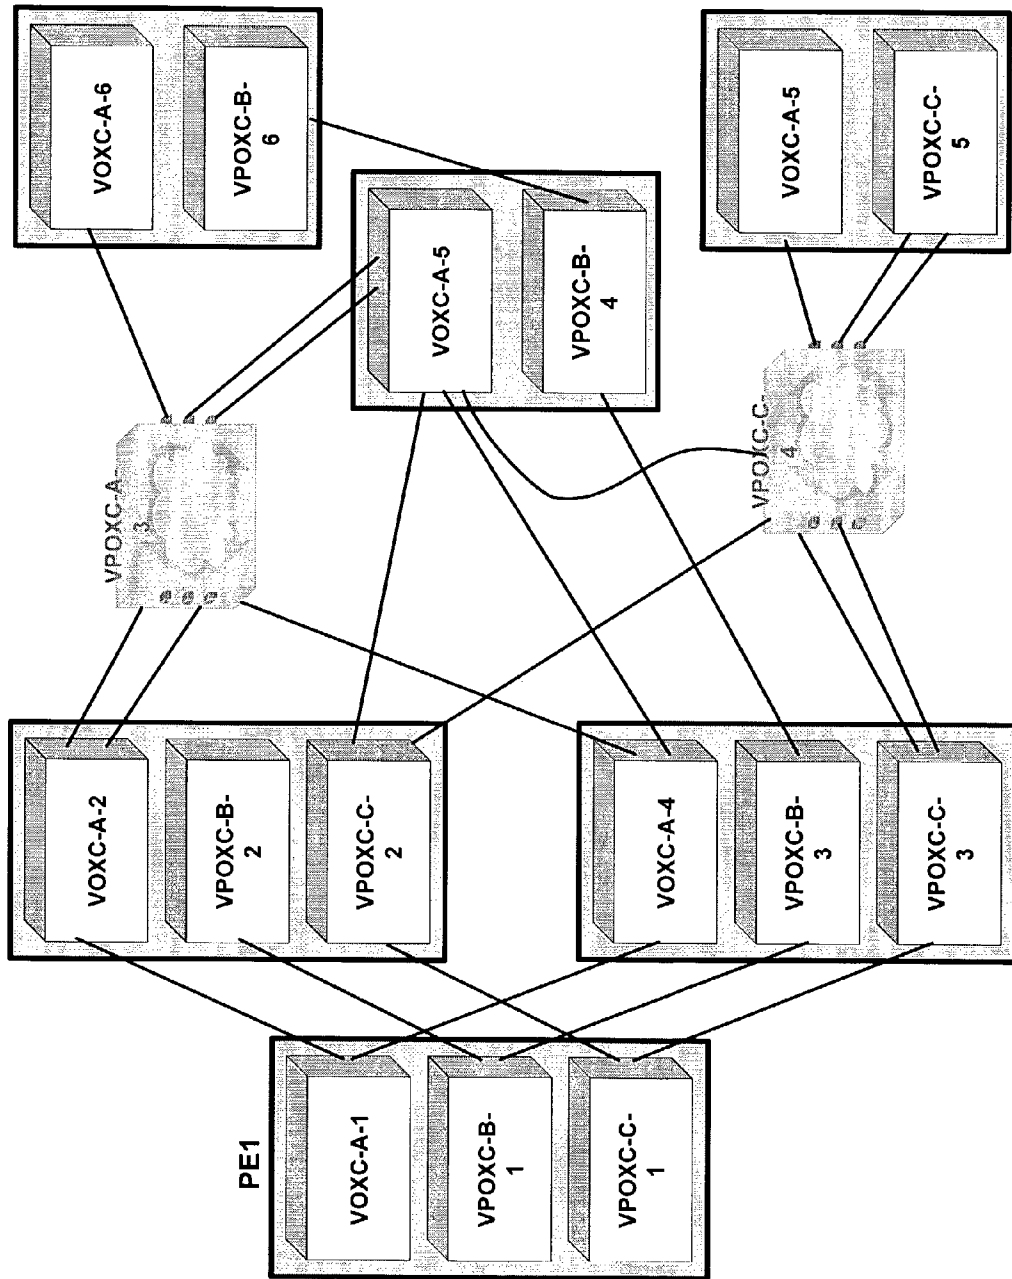 PE1
VOXC-A-1
VPOXC-B-
1
VPOXC-C-
1
VOXC-A-2
VPOXC-B-
2
VPOXC-C-
2
VOXC-A-4
VPOXC-B-
3
VPOXC-C-
3
VPOXC-A-
3
VPOXC-C-
4
VOXC-A-5
VPOXC-B-
4
VOXC-A-6
VPOXC-B-
6
VOXC-A-5
VPOXC-C-
5